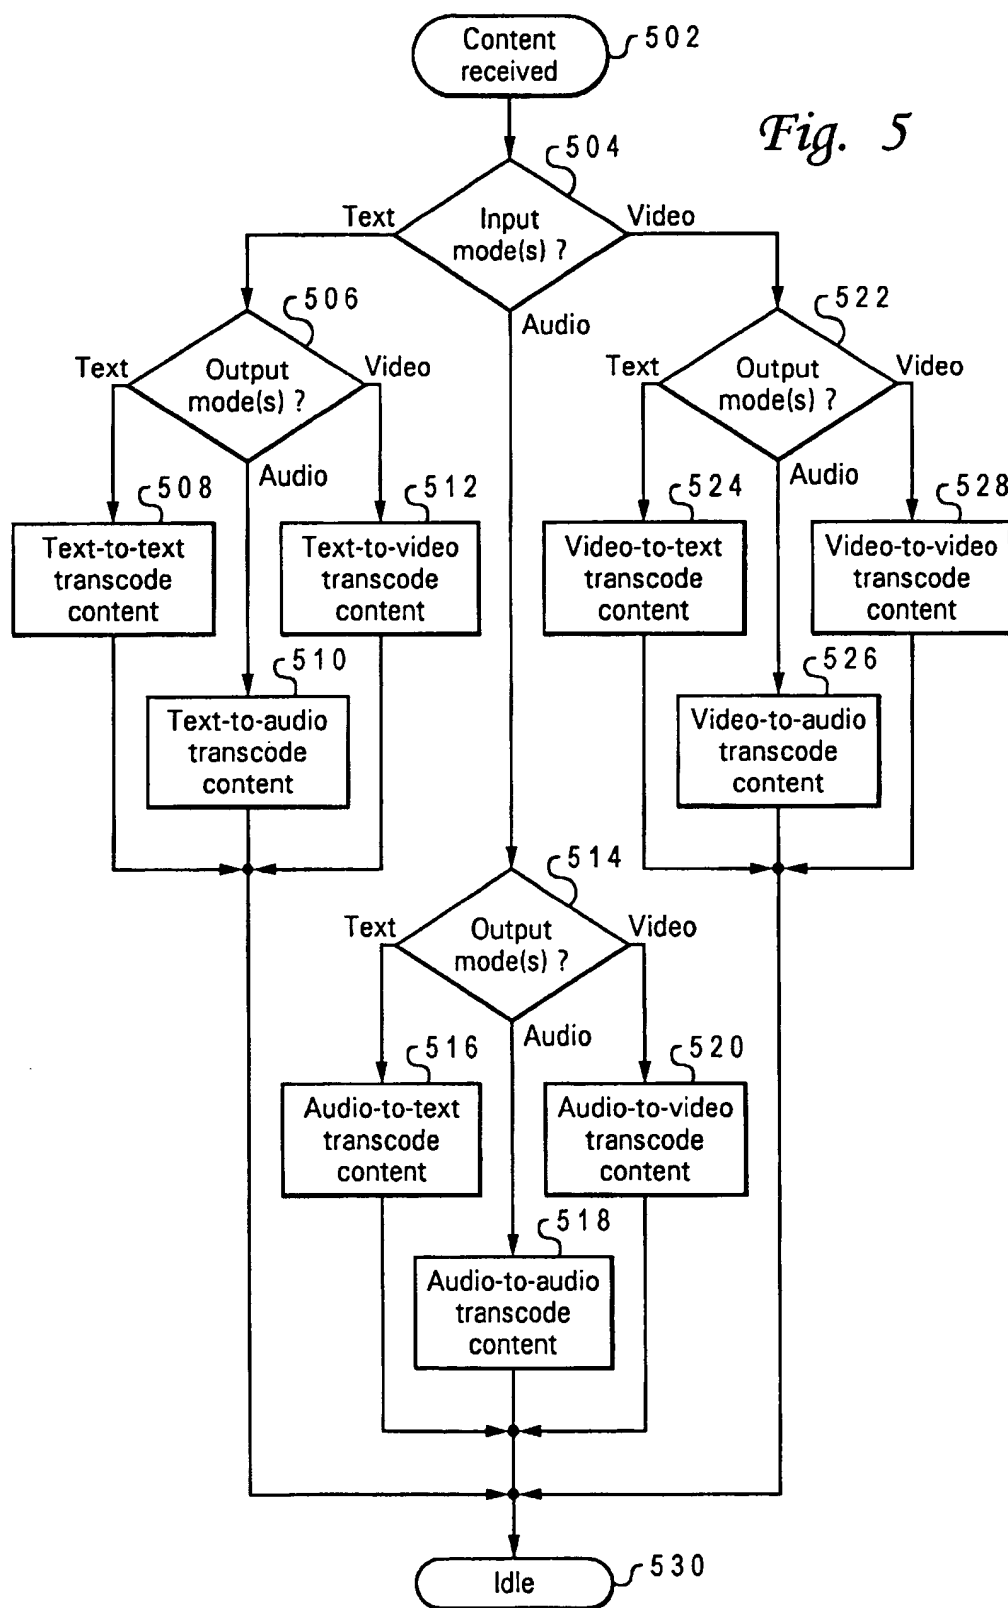 Content
received
502
Fig. 5
504
Text
Input
mode(s) ?
Video
Audio
506
Text
Output
mode(s) ?
Video
Audio
522
Text
Output
mode(s) ?
Video
Audio
508
Text-to-text
transcode
content
512
Text-to-video
transcode
content
510
Text-to-audio
transcode
content
524
Video-to-text
transcode
content
528
Video-to-video
transcode
content
526
Video-to-audio
transcode
content
514
Text
Output
mode(s) ?
Video
Audio
516
Audio-to-text
transcode
content
520
Audio-to-video
transcode
content
518
Audio-to-audio
transcode
content
Idle
530